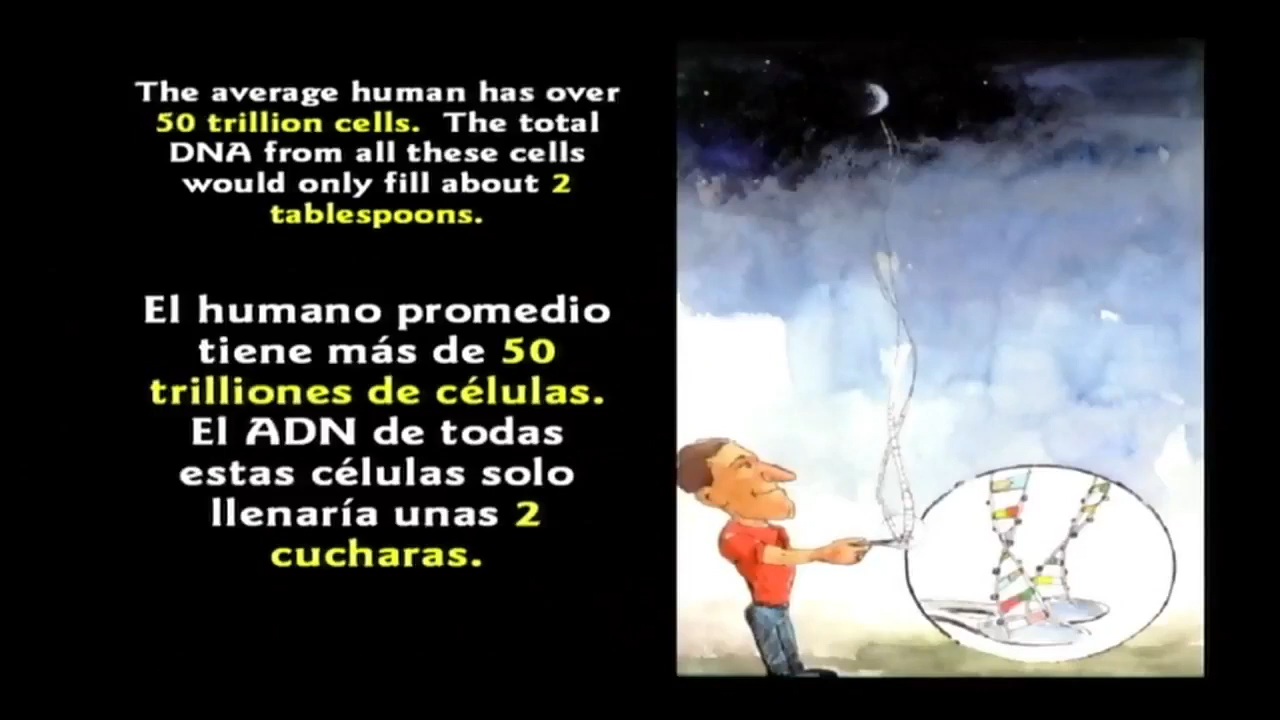 The average human has over
50 trillion cells. The total
DNA from all these cells
would only fill about 2
tablespoons.
El humano promedio
tiene más de 50
trilliones de células.
El ADN de todas
estas células solo
llenaría unas 2
cucharas.